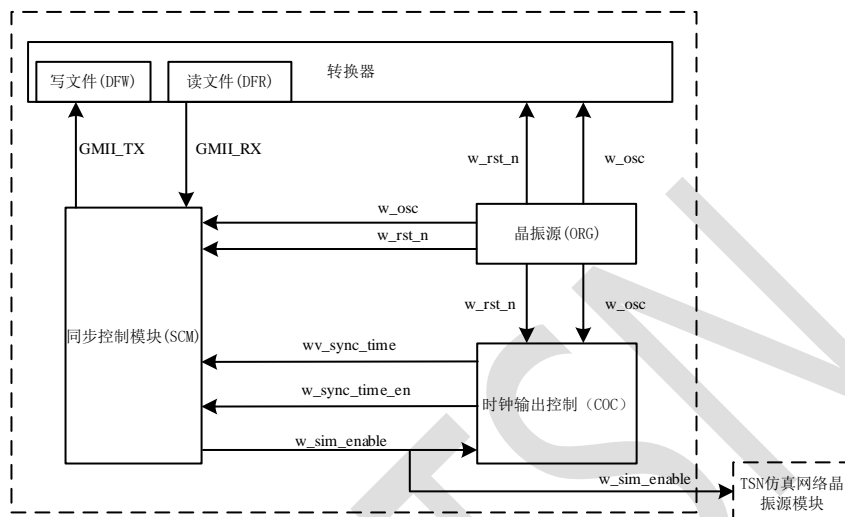 转换器
写文件(DFW)
读文件(DFR)
GMII_TX
GMII_RX
w_rst_n
w_osc
w_osc
w_rst_n
晶振源(ORG)
w_rst_n
w_osc
同步控制模块(SCM)
wv_sync_time
w_sync_time_en
时钟输出控制（COC）
w_sim_enable
w_sim_enable
TSN仿真网络晶
振源模块
TSN